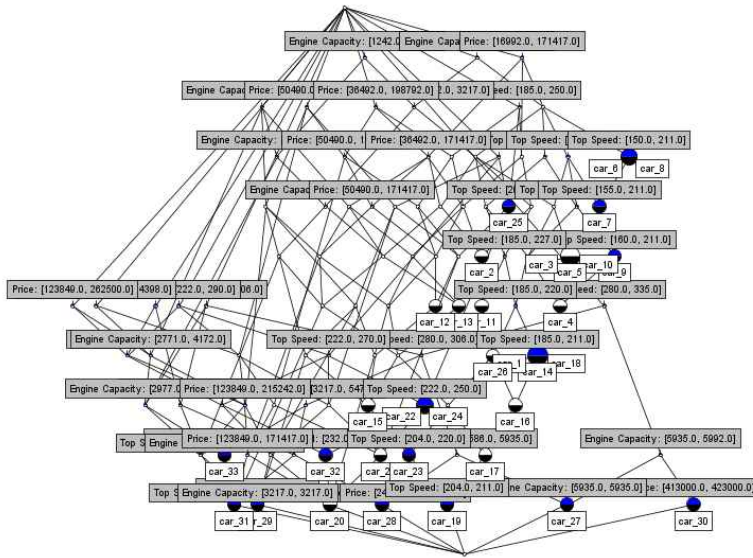 Engine Capacity: [1242.0
Engine Capa
Price: [16992.0, 171417.0]
Engine Capac
Price: [50490.0
Price: [36492.0, 198792.0]
2.0, 3217.0]
eed: [185.0, 250.0]
Engine Capacity:
Price: [50490.0, 1
Price: [36492.0, 171417.0]
Top
Top Speed: [
Top Speed: [150.0, 211.0]
car_6
car_8
Engine Capac
Price: [50490.0, 171417.0]
Top Speed: [20
Top
Top Speed: [155.0, 211.0]
car_25
car_7
Top Speed: [185.0, 227.0]
op Speed: [160.0, 211.0]
car_2
car_3
car_5
car_10
car_9
Price: [123849.0, 262500.0]
4398.0]
222.0, 290.0]
06.0]
Top Speed: [185.0, 220.0]
eed: [280.0, 335.0]
car_12
car_13
car_11
car_4
[2771.0, 4172.0]
Top Speed: [222.0, 270.0]
eed: [280.0, 306.0]
Top Speed: [185.0, 211.0]
car_1
car_18
car_26
car_14
Engine Capacity: [2977.0
Price: [123849.0, 215242.0]
[3217.0, 547
Top Speed: [222.0, 250.0]
car_15
car_22
car_24
car_16
Top S
Engine
Price: [123849.0, 171417.0]
d: [232.0
Top Speed: [204.0, 220.0]
586.0, 5935.0]
Engine Capacity: [5935.0, 5992.0]
car_33
car_32
car_2
car_23
car_17
Top S
Engine Capacity: [3217.0, 3217.0]
Price: [24
Top Speed: [204.0, 211.0]
ne Capacity: [5935.0, 5935.0]
ce: [413000.0, 423000.0]
car_31
car_29
car_20
car_28
car_19
car_27
car_30